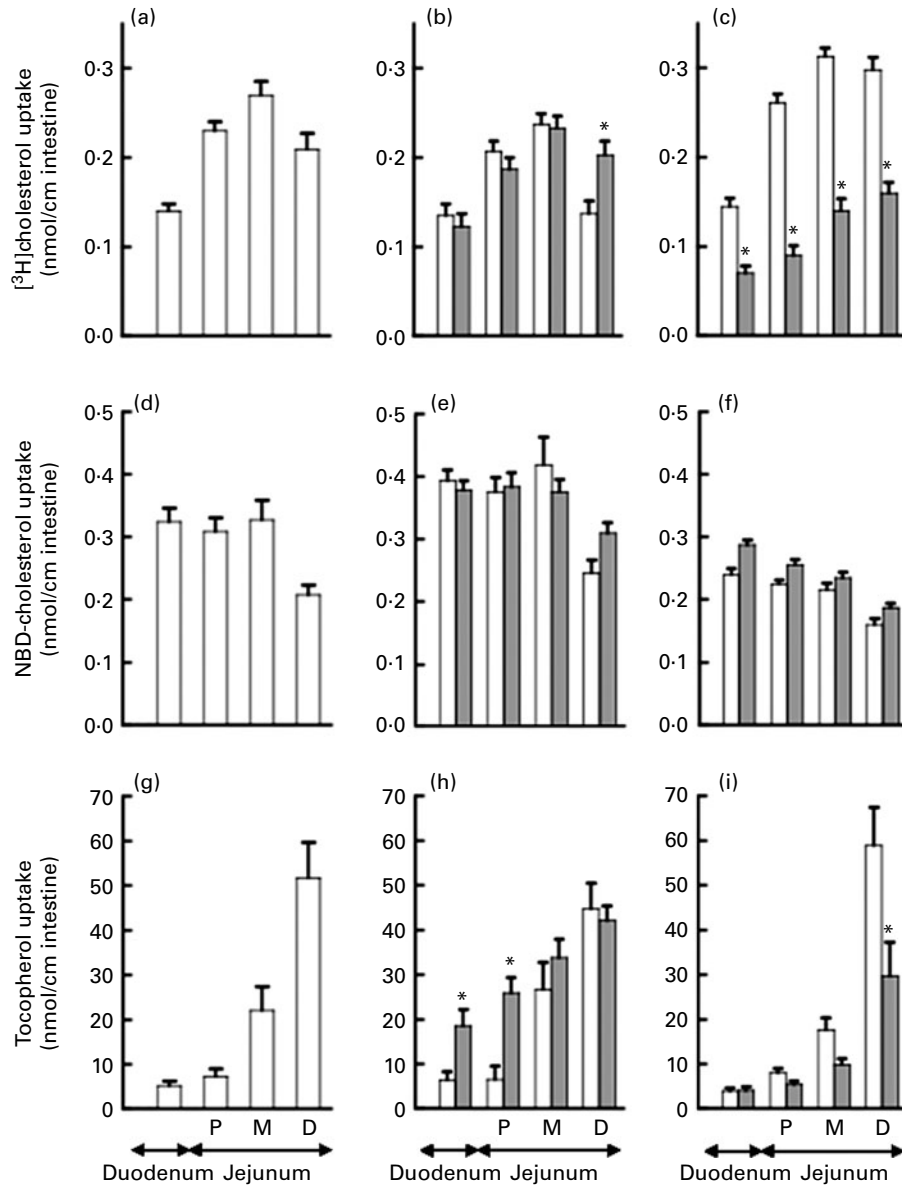 (a)
(b)
(c)
[³H]cholesterol uptake
(nmol/cm intestine)
0·3
0·2
0·1
0·0
0·3
0·2
0·1
0·0
*
0·3
0·2
0·1
0·0
* * * *
(d)
(e)
(f)
NBD-cholesterol uptake
(nmol/cm intestine)
0·5
0·4
0·3
0·2
0·1
0·0
0·5
0·4
0·3
0·2
0·1
0·0
0·5
0·4
0·3
0·2
0·1
0·0
(g)
(h)
(i)
Tocopherol uptake
(nmol/cm intestine)
70
60
50
40
30
20
10
0
70
60
50
40
30
20
10
0
* *
70
60
50
40
30
20
10
0
*
P M D
P M D
P M D
Duodenum Jejunum
Duodenum Jejunum
Duodenum Jejunum